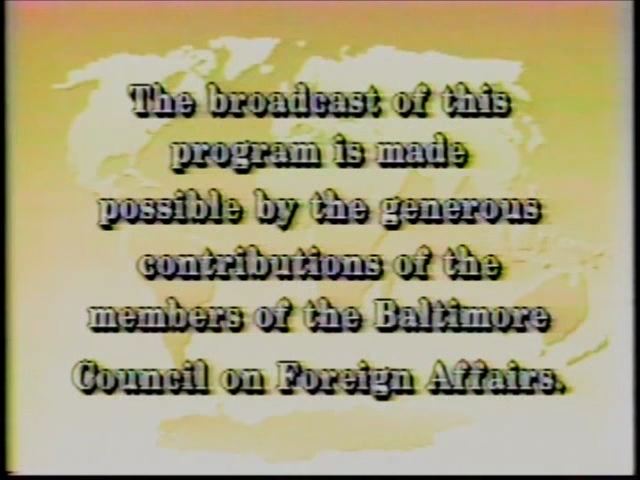 The broadcast of this
program is made
possible by the generous
contributions of the
members of the Baltimore
Council on Foreign Affairs.